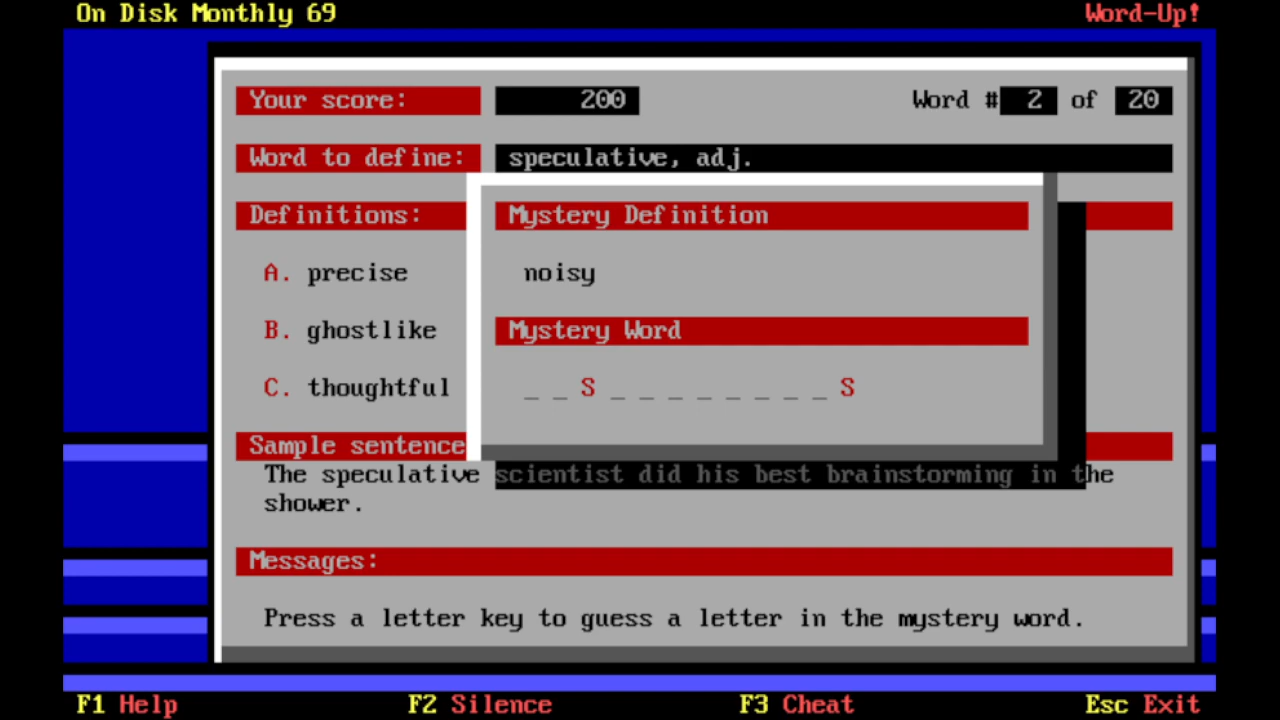 On Disk Monthly 69 Word-Up!
Your score: 200 Word # 2 of 20
Word to define: speculative, adj.
Definitions: Mystery Definition
A. precise noisy
B. ghostlike Mystery Word
C. thoughtful _ _ S _ _ _ _ _ _ _ _ S
Sample sentence
The speculative scientist did his best brainstorming in the
shower.
Messages:
Press a letter key to guess a letter in the mystery word.
F1 Help F2 Silence F3 Cheat Esc Exit